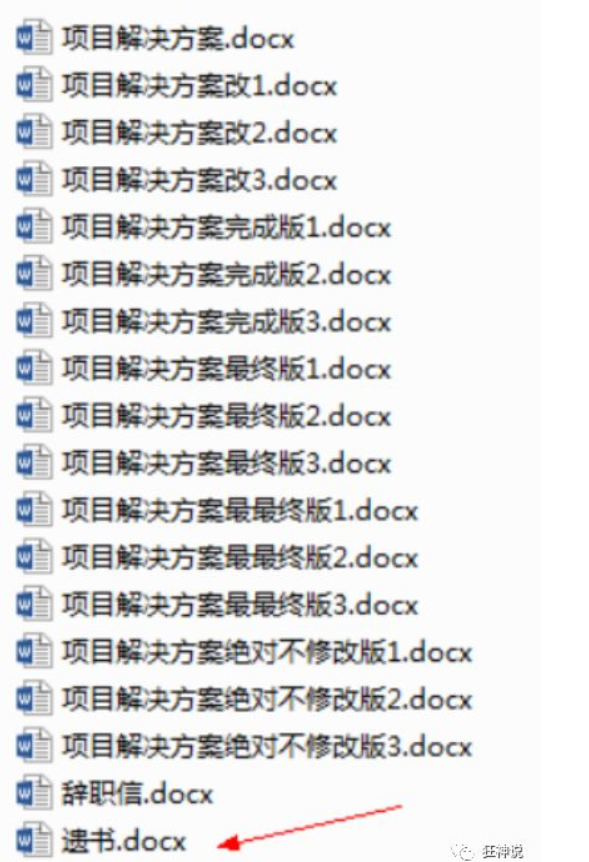 项目解决方案.docx
项目解决方案改1.docx
项目解决方案改2.docx
项目解决方案改3.docx
项目解决方案完成版1.docx
项目解决方案完成版2.docx
项目解决方案完成版3.docx
项目解决方案最终版1.docx
项目解决方案最终版2.docx
项目解决方案最终版3.docx
项目解决方案最最终版1.docx
项目解决方案最最终版2.docx
项目解决方案最最终版3.docx
项目解决方案绝对不修改版1.docx
项目解决方案绝对不修改版2.docx
项目解决方案绝对不修改版3.docx
辞职信.docx
遗书.docx
狂神说